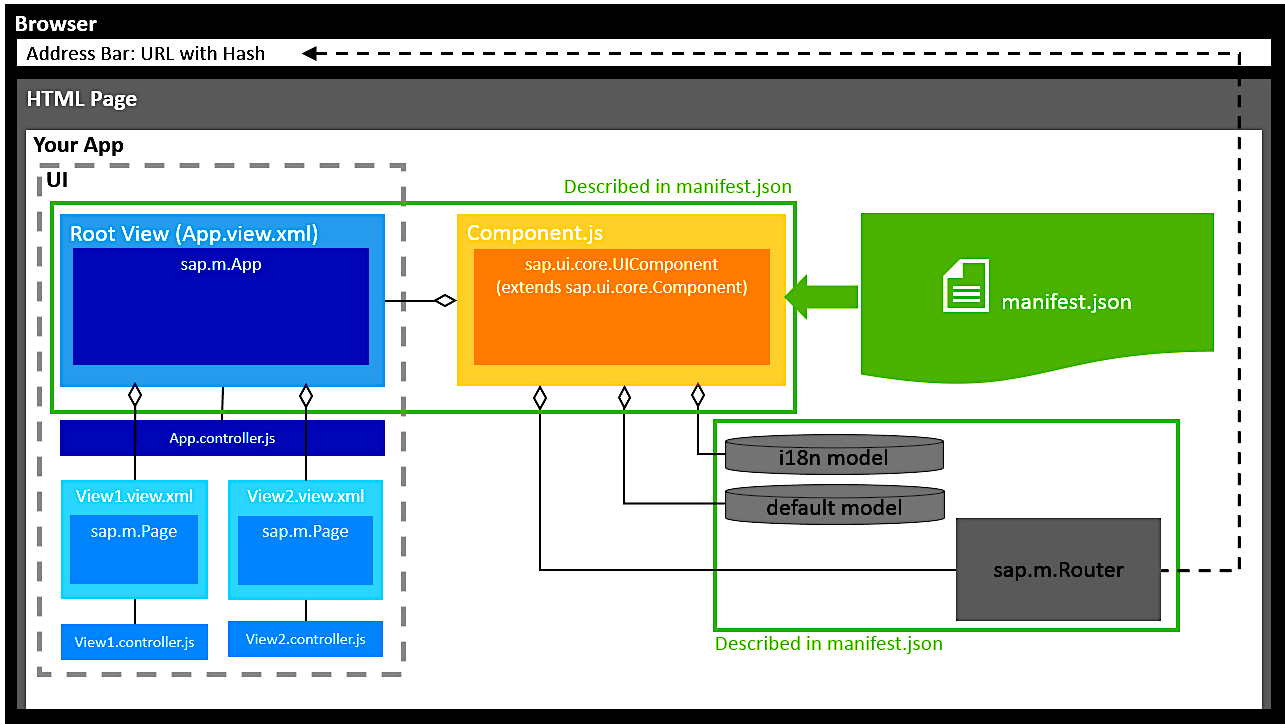 Browser
Address Bar: URL with Hash
HTML Page
Your App
UI
Described in manifest.json
Root View (App.view.xml)
sap.m.App
Component.js
sap.ui.core.UIComponent
(extends sap.ui.core.Component)
manifest.json
App.controller.js
i18n model
default model
View1.view.xml
sap.m.Page
View2.view.xml
sap.m.Page
sap.m.Router
View1.controller.js
View2.controller.js
Described in manifest.json